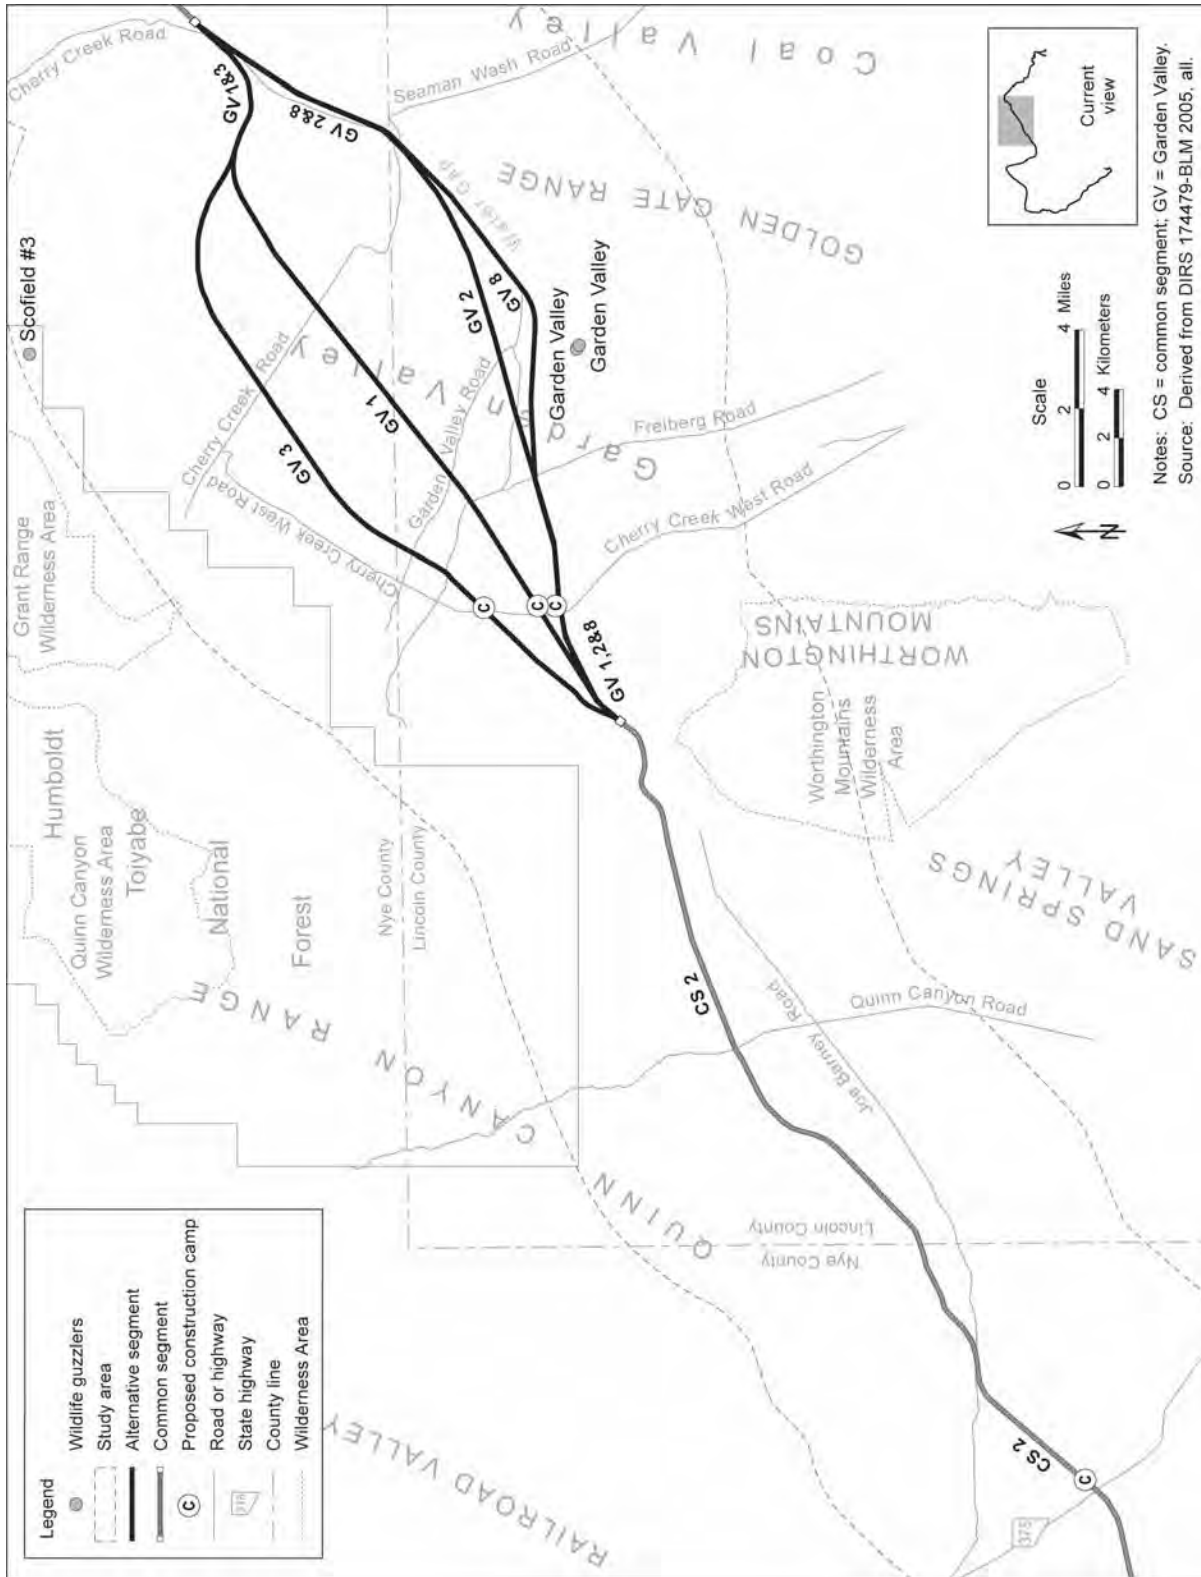 Legend
Wildlife guzzlers
Study area
Alternative segment
Common segment
Proposed construction camp
Road or highway
318
State highway
County line
Wilderness Area
RAILROAD VALLEY
375
CS 2
Nye County
Lincoln County
QUINN CANYON RANGE
Humboldt
Quinn Canyon
Wilderness Area
Toiyabe
National
Forest
Nye County
Lincoln County
Quinn Canyon Road
Joe Barney Road
CS 2
SAND SPRINGS
VALLEY
Grant Range
Wilderness Area
Worthington
Mountains
Wilderness
Area
WORTHINGTON
MOUNTAINS
GV 1,2&8
C
C
C
C
Cherry Creek West Road
Cherry Creek West Road
Cherry Creek Road
Garden Valley Road
Freiberg Road
Garden Valley
GV 3
GV 1
GV 2
GV 8
Garden Valley
Garden Valley
Scofield #3
Water Gap
GOLDEN GATE RANGE
GV 1&3
GV 2&8
Cherry Creek Road
Seaman Wash Road
Coal Valley
N
Scale
0 2 4 Miles
0 2 4 Kilometers
Current
view
Notes: CS = common segment; GV = Garden Valley.
Source: Derived from DIRS 174479-BLM 2005, all.